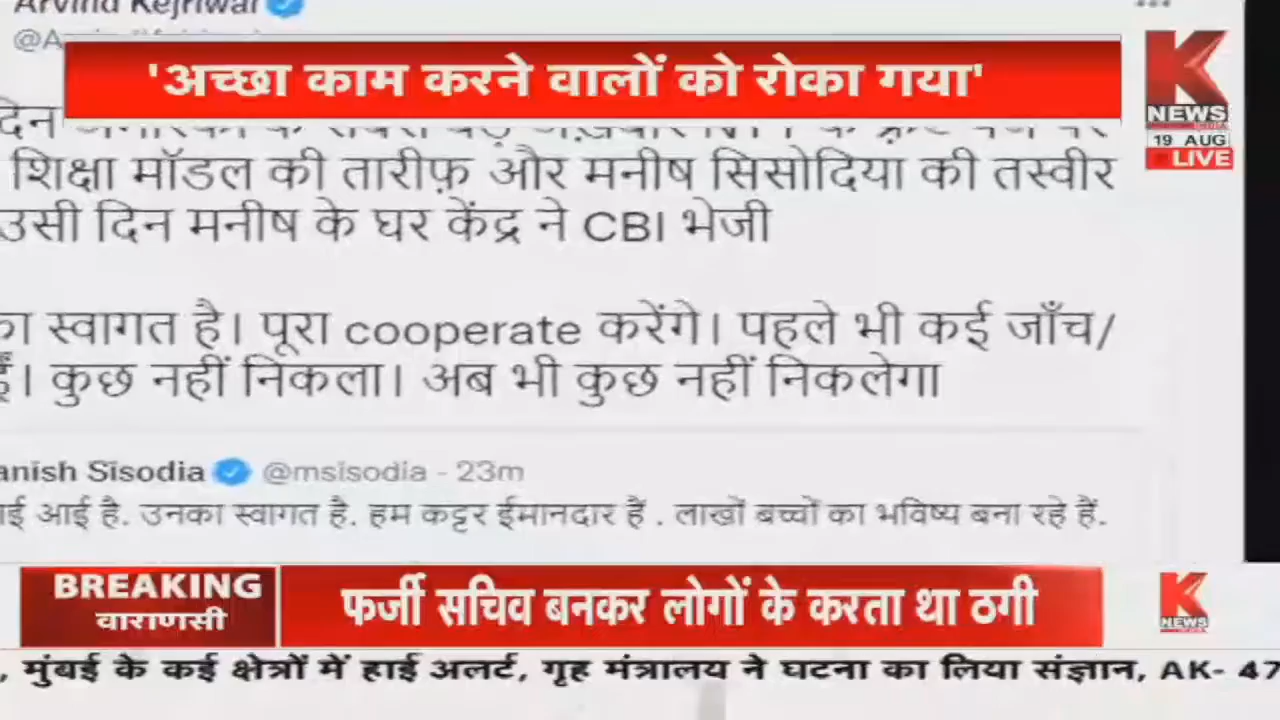 Arvind Kejriwal
'अच्छा काम करने वालों को रोका गया'
K NEWS INDIA
19 AUG
LIVE
दिन
शिक्षा मॉडल की तारीफ़ और मनीष सिसोदिया की तस्वीर
उसी दिन मनीष के घर केंद्र ने CBI भेजी
का स्वागत है। पूरा cooperate करेंगे। पहले भी कई जाँच/
। कुछ नहीं निकला। अब भी कुछ नहीं निकलेगा
anish Sisodia @msisodia - 23m
ई आई है. उनका स्वागत है. हम कट्टर ईमानदार हैं . लाखों बच्चों का भविष्य बना रहे हैं.
BREAKING
वाराणसी
फर्जी सचिव बनकर लोगों के करता था ठगी
K NEWS
, मुंबई के कई क्षेत्रों में हाई अलर्ट, गृह मंत्रालय ने घटना का लिया संज्ञान, AK- 47